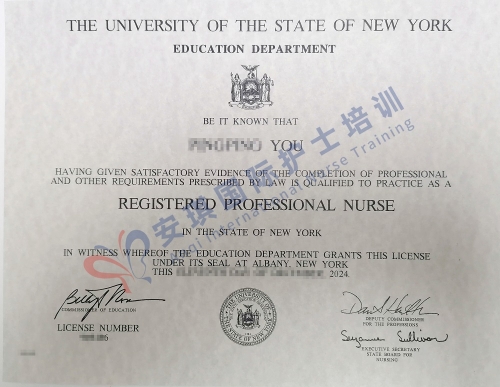 THE UNIVERSITY OF THE STATE OF NEW YORK
EDUCATION DEPARTMENT
BE IT KNOWN THAT
YOU
HAVING GIVEN SATISFACTORY EVIDENCE OF THE COMPLETION OF PROFESSIONAL
AND OTHER REQUIREMENTS PRESCRIBED BY LAW IS QUALIFIED TO PRACTICE AS A
REGISTERED PROFESSIONAL NURSE
IN THE STATE OF NEW YORK
IN WITNESS WHEREOF THE EDUCATION DEPARTMENT GRANTS THIS LICENSE
UNDER ITS SEAL AT ALBANY, NEW YORK
THIS 2024.
COMMISSIONER OF EDUCATION
LICENSE NUMBER
DEPUTY COMMISSIONER
FOR THE PROFESSIONS
Suzanne Sullivan
EXECUTIVE SECRETARY
STATE BOARD FOR
NURSING
安琪国际护士培训
Anqi International Nurse Training